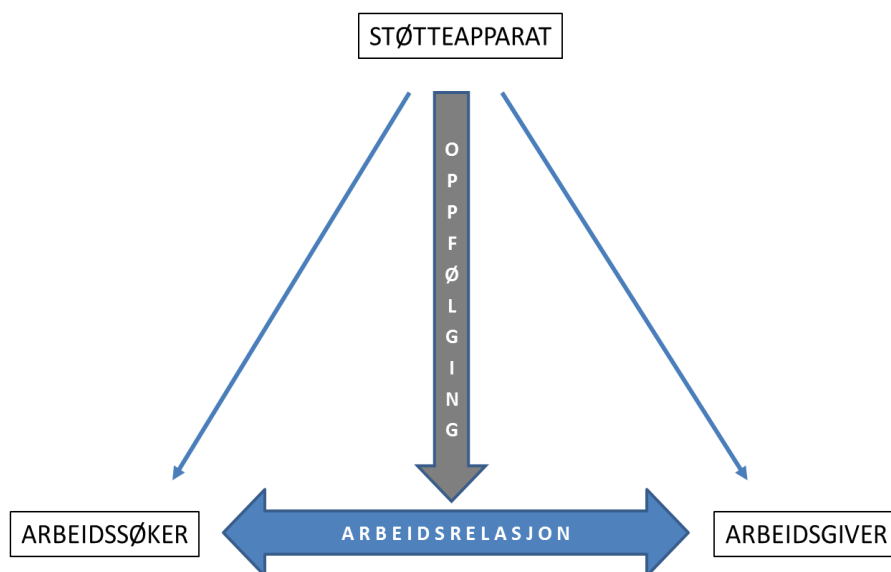 STØTTEAPPARAT
OPPFØLGING
ARBEIDSSØKER
ARBEIDSRELASJON
ARBEIDSGIVER